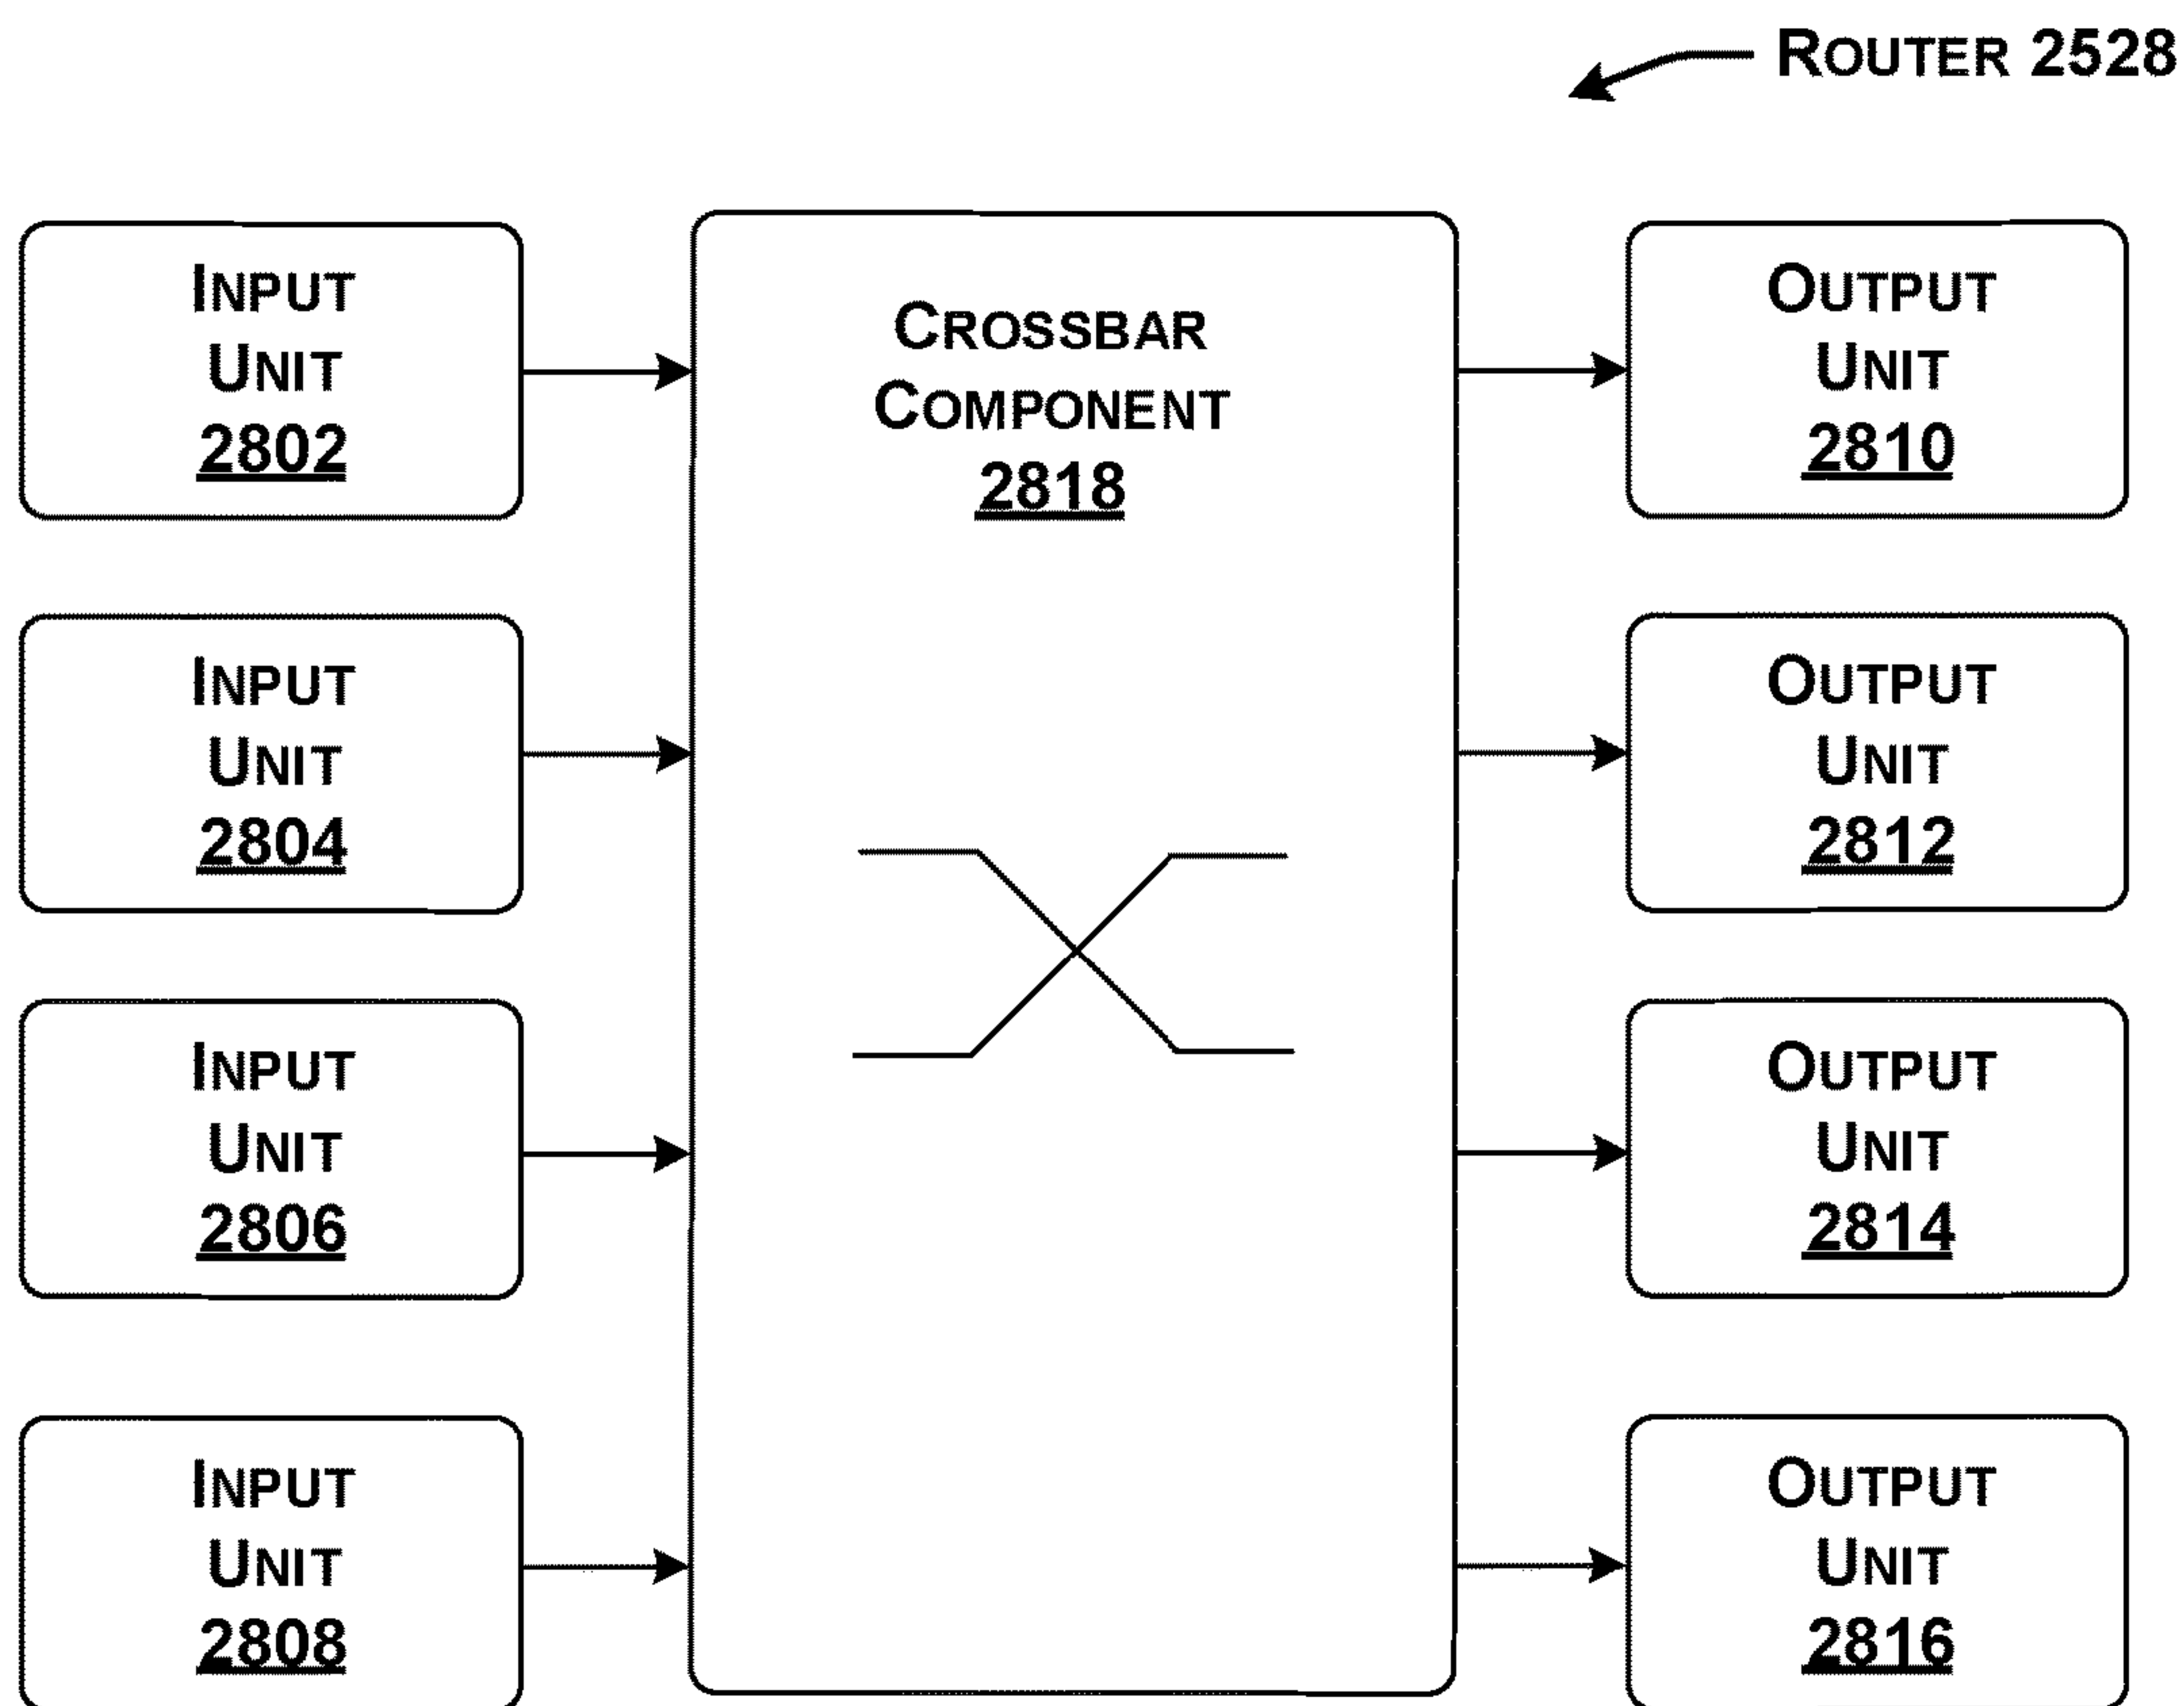 ROUTER 2528
INPUT
UNIT
2802
CROSSBAR
COMPONENT
2818
OUTPUT
UNIT
2810
INPUT
UNIT
2804
OUTPUT
UNIT
2812
INPUT
UNIT
2806
OUTPUT
UNIT
2814
INPUT
UNIT
2808
OUTPUT
UNIT
2816